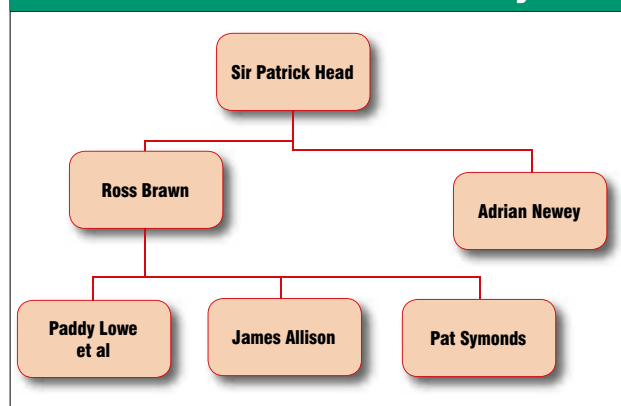 Sir Patrick Head
Ross Brawn
Adrian Newey
Paddy Lowe
et al
James Allison
Pat Symonds